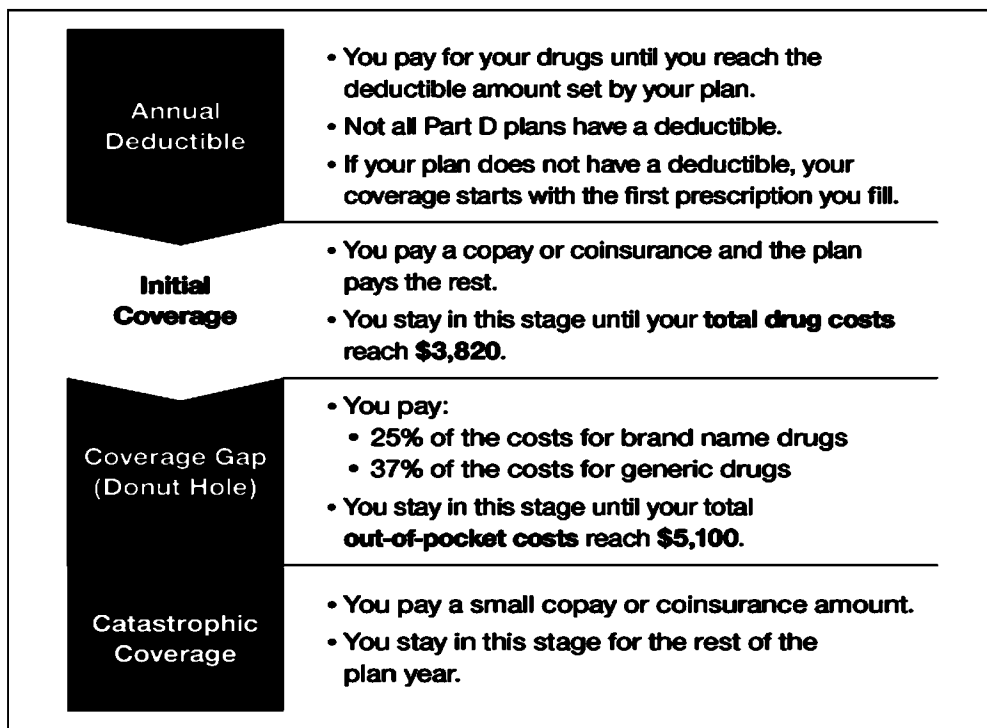 Annual
Deductible
• You pay for your drugs until you reach the
deductible amount set by your plan.
• Not all Part D plans have a deductible.
• If your plan does not have a deductible, your
coverage starts with the first prescription you fill.
Initial
Coverage
• You pay a copay or coinsurance and the plan
pays the rest.
• You stay in this stage until your total drug costs
reach $3,820.
Coverage Gap
(Donut Hole)
• You pay:
• 25% of the costs for brand name drugs
• 37% of the costs for generic drugs
• You stay in this stage until your total
out-of-pocket costs reach $5,100.
Catastrophic
Coverage
• You pay a small copay or coinsurance amount.
• You stay in this stage for the rest of the
plan year.